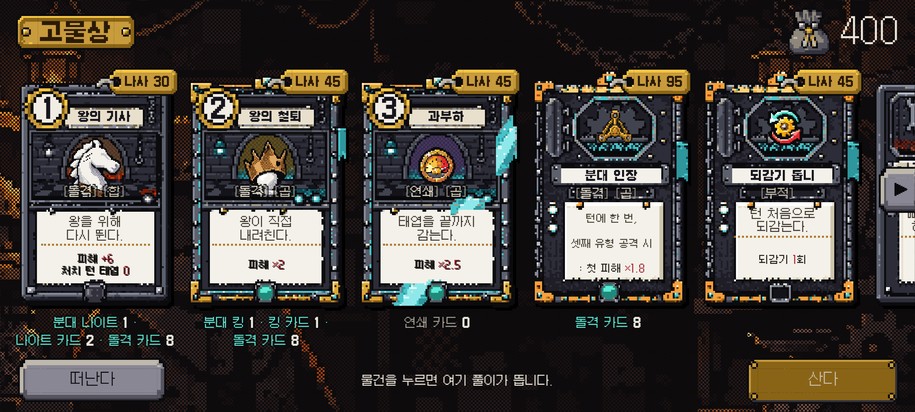 고물상
400
나사 30
1
왕의 기사
[돌격] [합]
왕을 위해
다시 뛴다.
피해 +6
처치 턴 태엽 0
분대 나이트 1 ·
나이트 카드 2 · 돌격 카드 8
나사 45
2
왕의 철퇴
[돌격] [곱]
왕이 직접
내려친다.
피해 ×2
분대 킹 1 · 킹 카드 1 ·
돌격 카드 8
나사 45
3
과부하
[연쇄] [곱]
태엽을 끝까지
감는다.
피해 ×2.5
연쇄 카드 0
나사 95
분대 인장
[돌격] [곱]
턴에 한 번,
셋째 유형 공격 시
: 첫 피해 ×1.8
돌격 카드 8
나사 45
되감기 톱니
[부적]
턴 처음으로
되감는다.
되감기 1회
떠난다
물건을 누르면 여기 풀이가 뜹니다.
산다